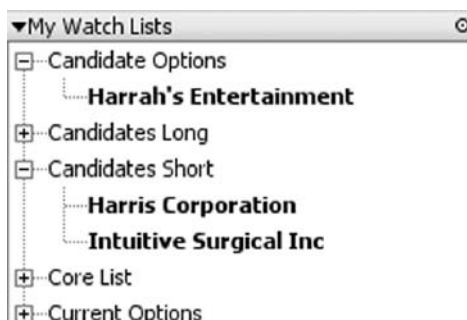 My Watch Lists
Candidate Options
Harrah's Entertainment
Candidates Long
Candidates Short
Harris Corporation
Intuitive Surgical Inc
Core List
Current Options